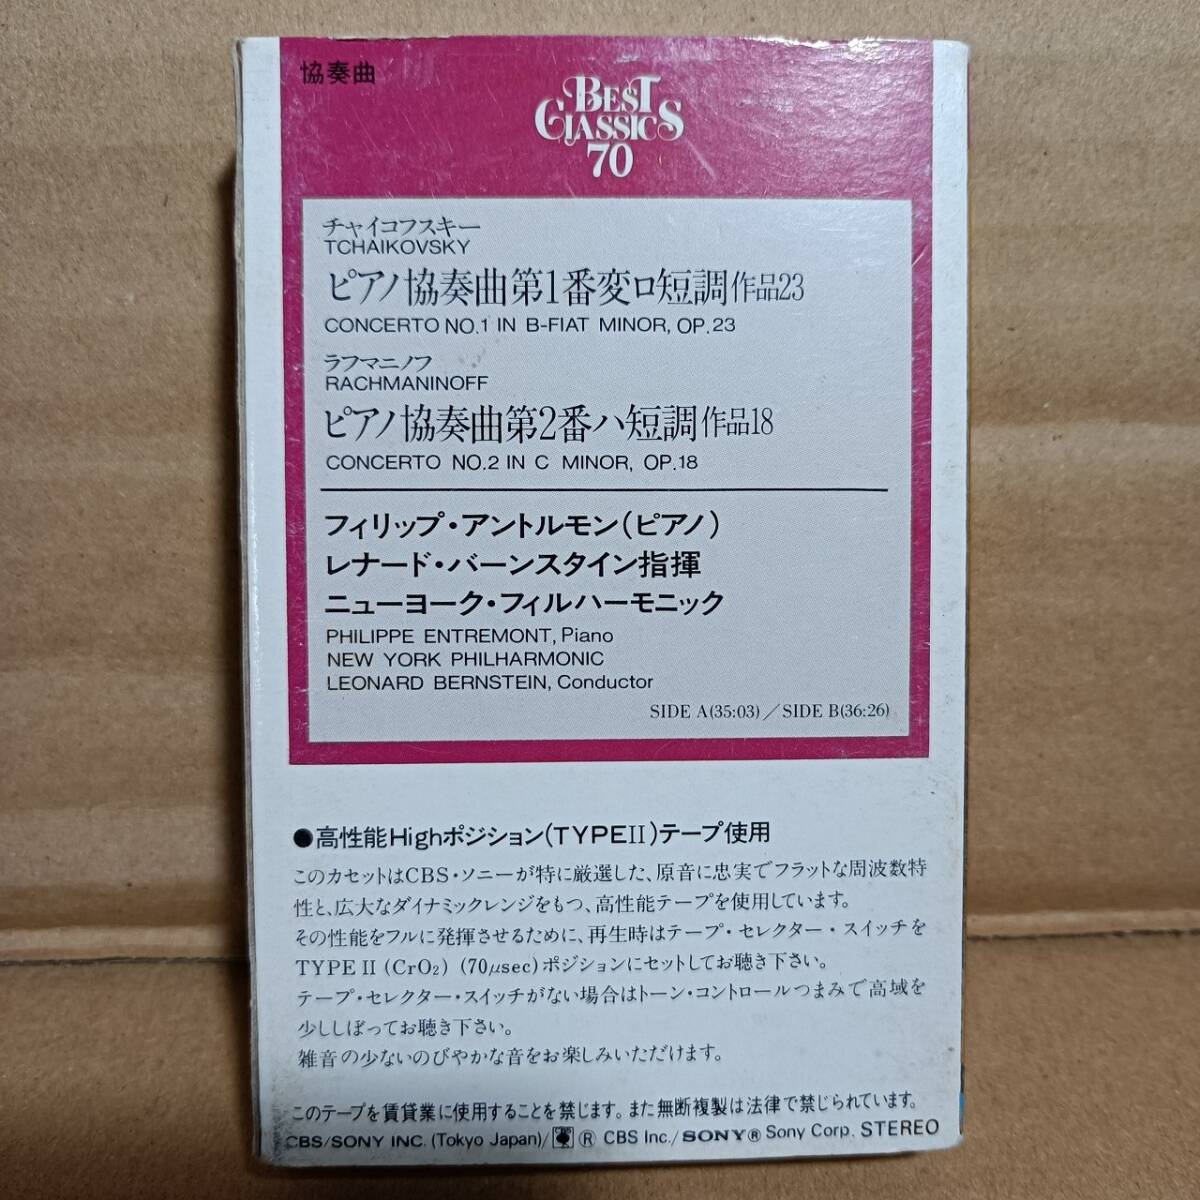 協奏曲
BEST
CLASSICS
70
チャイコフスキー
TCHAIKOVSKY
ピアノ協奏曲第1番変ロ短調作品23
CONCERTO NO.1 IN B-FIAT MINOR, OP.23
ラフマニノフ
RACHMANINOFF
ピアノ協奏曲第2番ハ短調作品18
CONCERTO NO.2 IN C MINOR, OP.18
フィリップ・アントルモン(ピアノ)
レナード・バーンスタイン指揮
ニューヨーク・フィルハーモニック
PHILIPPE ENTREMONT, Piano
NEW YORK PHILHARMONIC
LEONARD BERNSTEIN, Conductor
SIDE A(35:03)／SIDE B(36:26)
●高性能Highポジション(TYPEII)テープ使用
このカセットはCBS・ソニーが特に厳選した、原音に忠実でフラットな周波数特
性と、広大なダイナミックレンジをもつ、高性能テープを使用しています。
その性能をフルに発揮させるために、再生時はテープ・セレクター・スイッチを
TYPE II (CrO₂) (70μsec)ポジションにセットしてお聴き下さい。
テープ・セレクター・スイッチがない場合はトーン・コントロールつまみで高域を
少ししぼってお聴き下さい。
雑音の少ないのびやかな音をお楽しみいただけます。
このテープを賃貸業に使用することを禁じます。また無断複製は法律で禁じられています。
CBS/SONY INC. (Tokyo Japan)/ ® CBS Inc./SONY® Sony Corp. STEREO